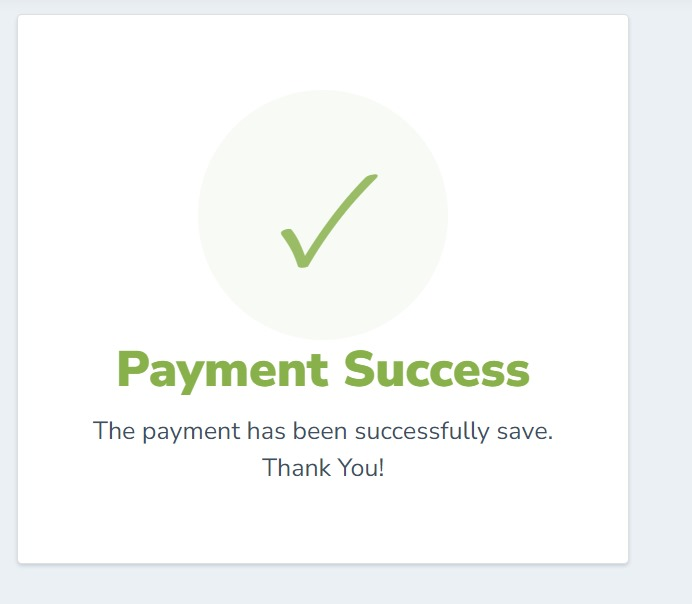 Payment Success
The payment has been successfully save.
Thank You!